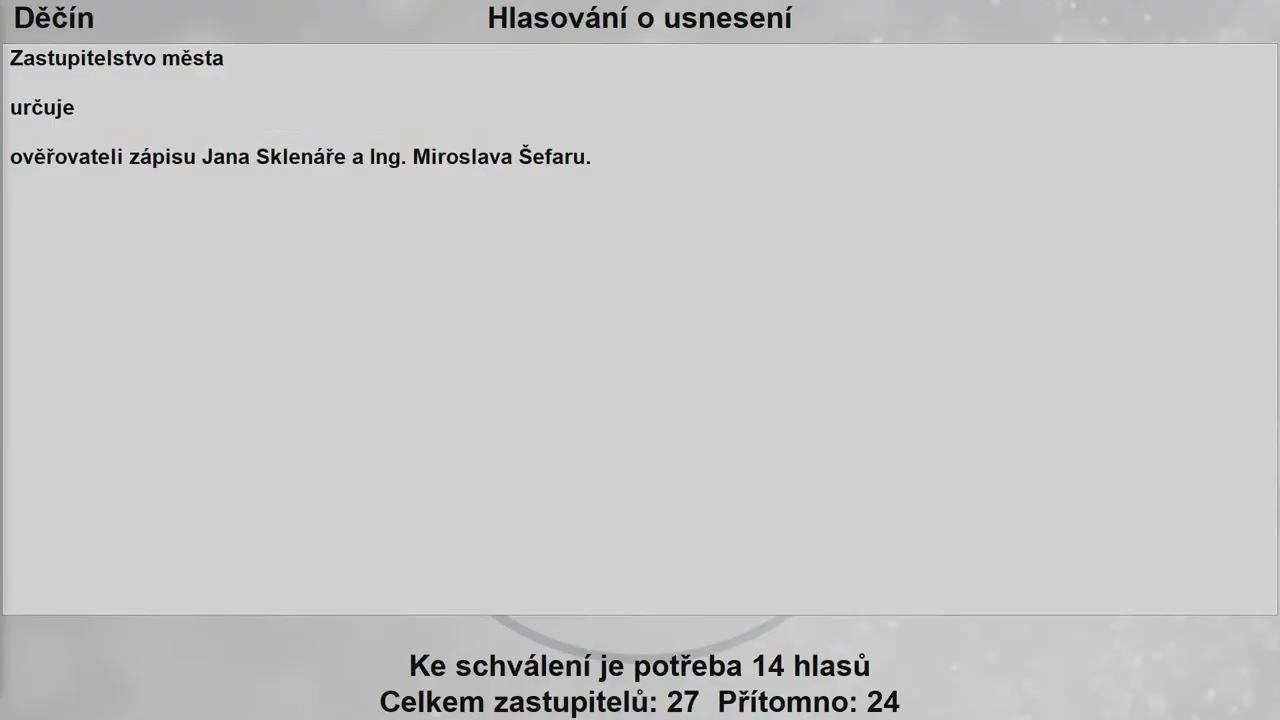 Děčín
Hlasování o usnesení
Zastupitelstvo města
určuje
ověřovateli zápisu Jana Sklenáře a Ing. Miroslava Šefaru.
Ke schválení je potřeba 14 hlasů
Celkem zastupitelů: 27 Přítomno: 24